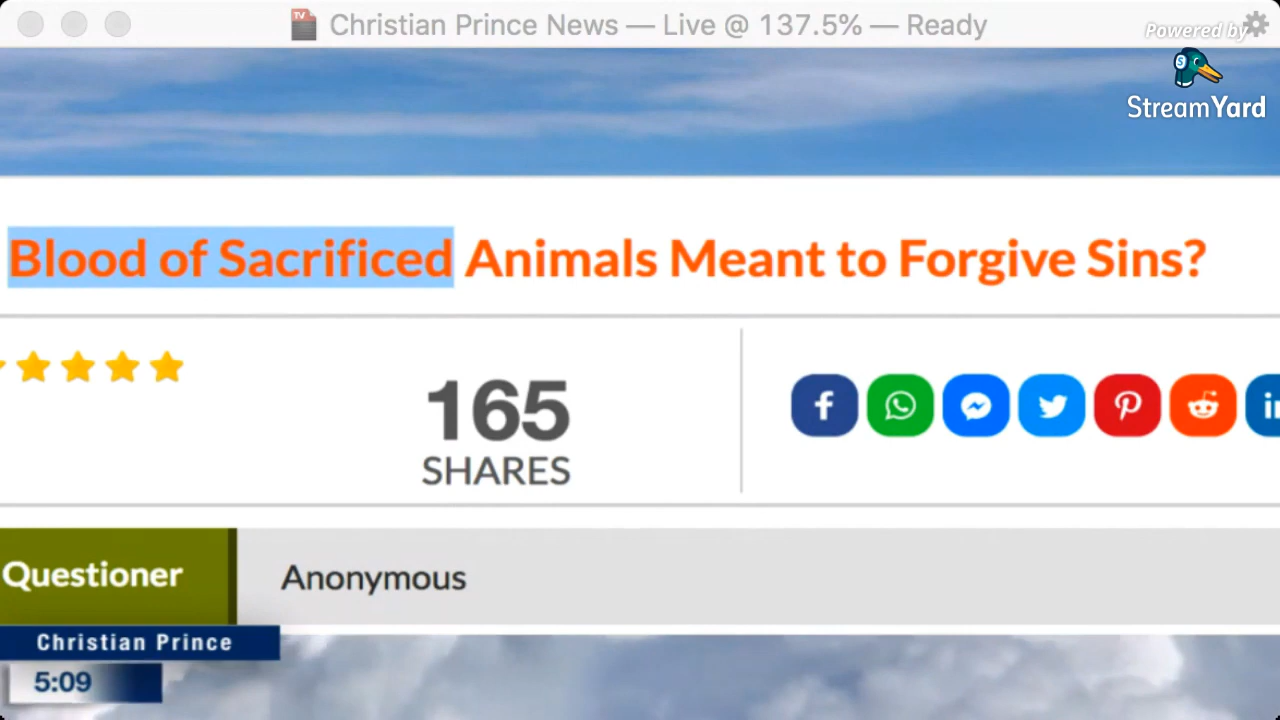 Christian Prince News — Live @ 137.5% — Ready
Powered by
StreamYard
Blood of Sacrificed Animals Meant to Forgive Sins?
165
SHARES
Questioner
Anonymous
Christian Prince
5:09